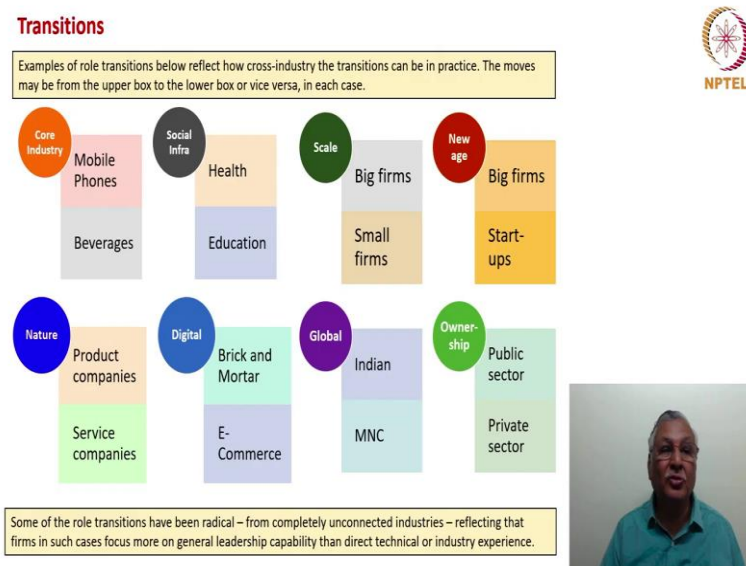 Transitions
NPTEL
Examples of role transitions below reflect how cross-industry the transitions can be in practice. The moves
may be from the upper box to the lower box or vice versa, in each case.
Core
Industry
Mobile
Phones
Beverages
Social
Infra
Health
Education
Scale
Big firms
Small
firms
New
age
Big firms
Start-
ups
Nature
Product
companies
Service
companies
Digital
Brick and
Mortar
E-
Commerce
Global
Indian
MNC
Owner-
ship
Public
sector
Private
sector
Some of the role transitions have been radical – from completely unconnected industries – reflecting that
firms in such cases focus more on general leadership capability than direct technical or industry experience.